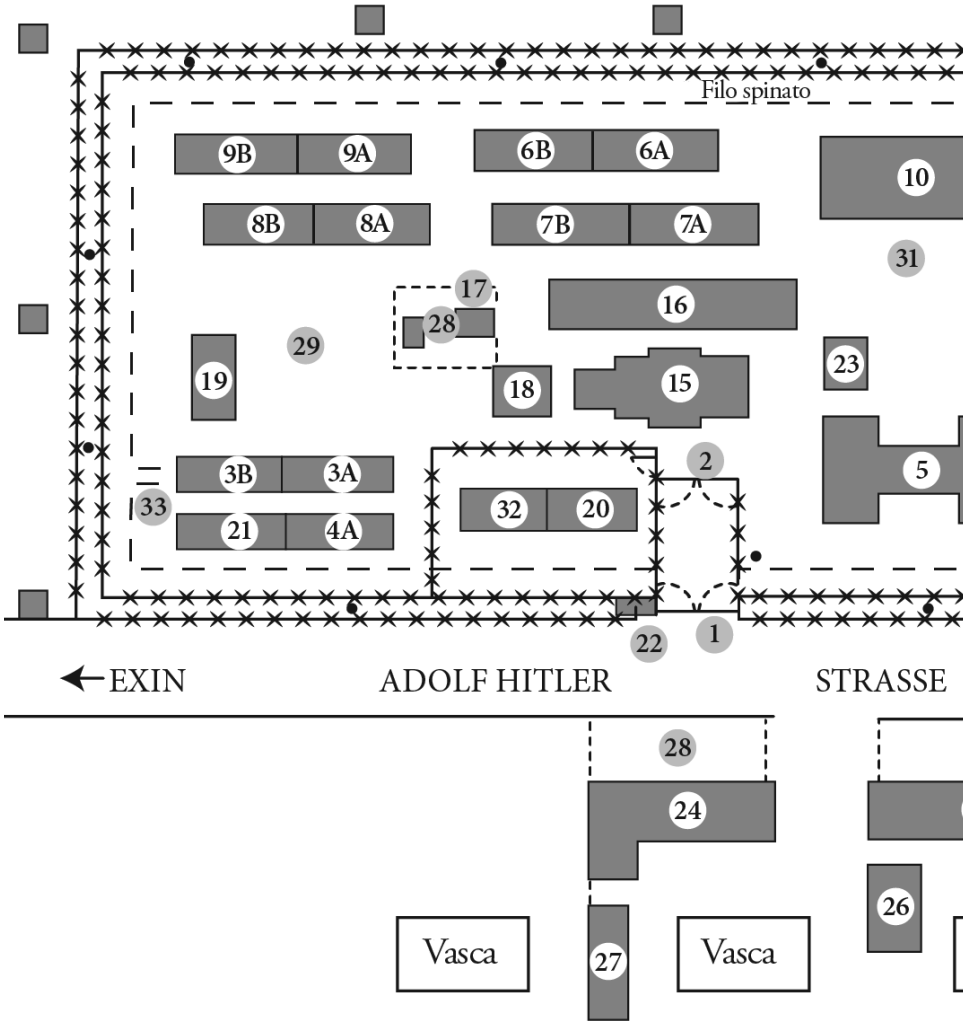 Filo spinato
9B 9A 6B 6A
10
8B 8A 7B 7A
31
17
16
28
29
23
19
18
15
2
5
3B 3A
33
32 20
21 4A
22
1
EXIN ADOLF HITLER STRASSE
28
24
26
Vasca
27
Vasca